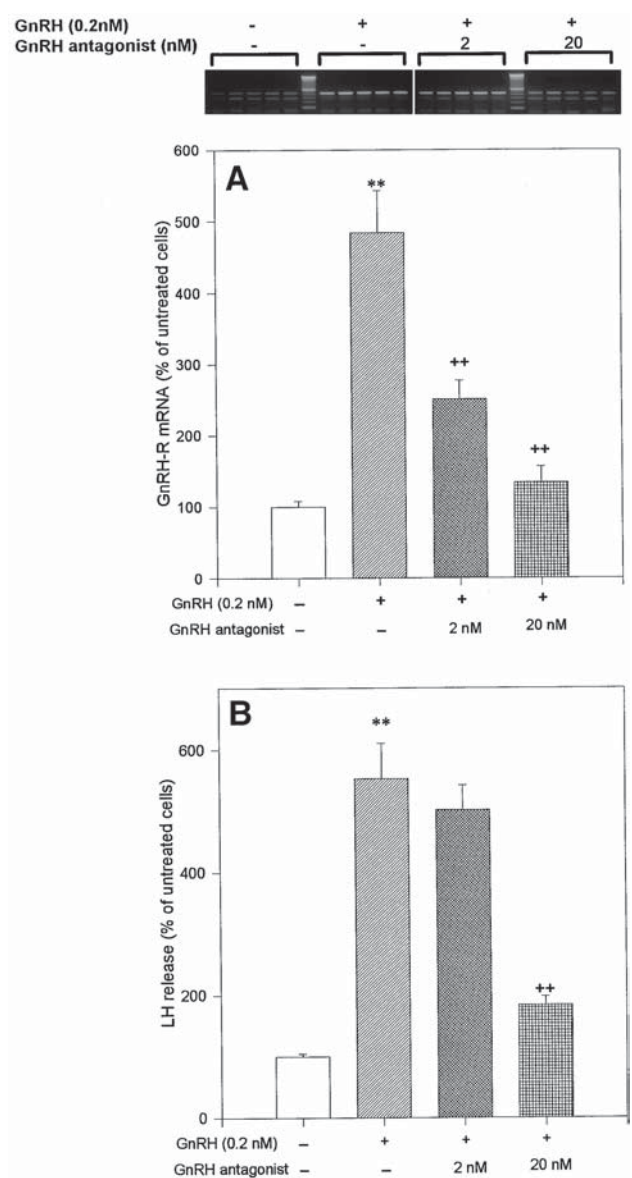 GnRH (0.2nM) - + + +
GnRH antagonist (nM) - - 2 20
A
600
**
500
400
++
300
200
++
100
0
GnRH-R mRNA (% of untreated cells)
GnRH (0.2 nM) – + + +
GnRH antagonist – – 2 nM 20 nM
B
**
600
400
200
++
0
LH release (% of untreated cells)
GnRH (0.2 nM) – + + +
GnRH antagonist – – 2 nM 20 nM